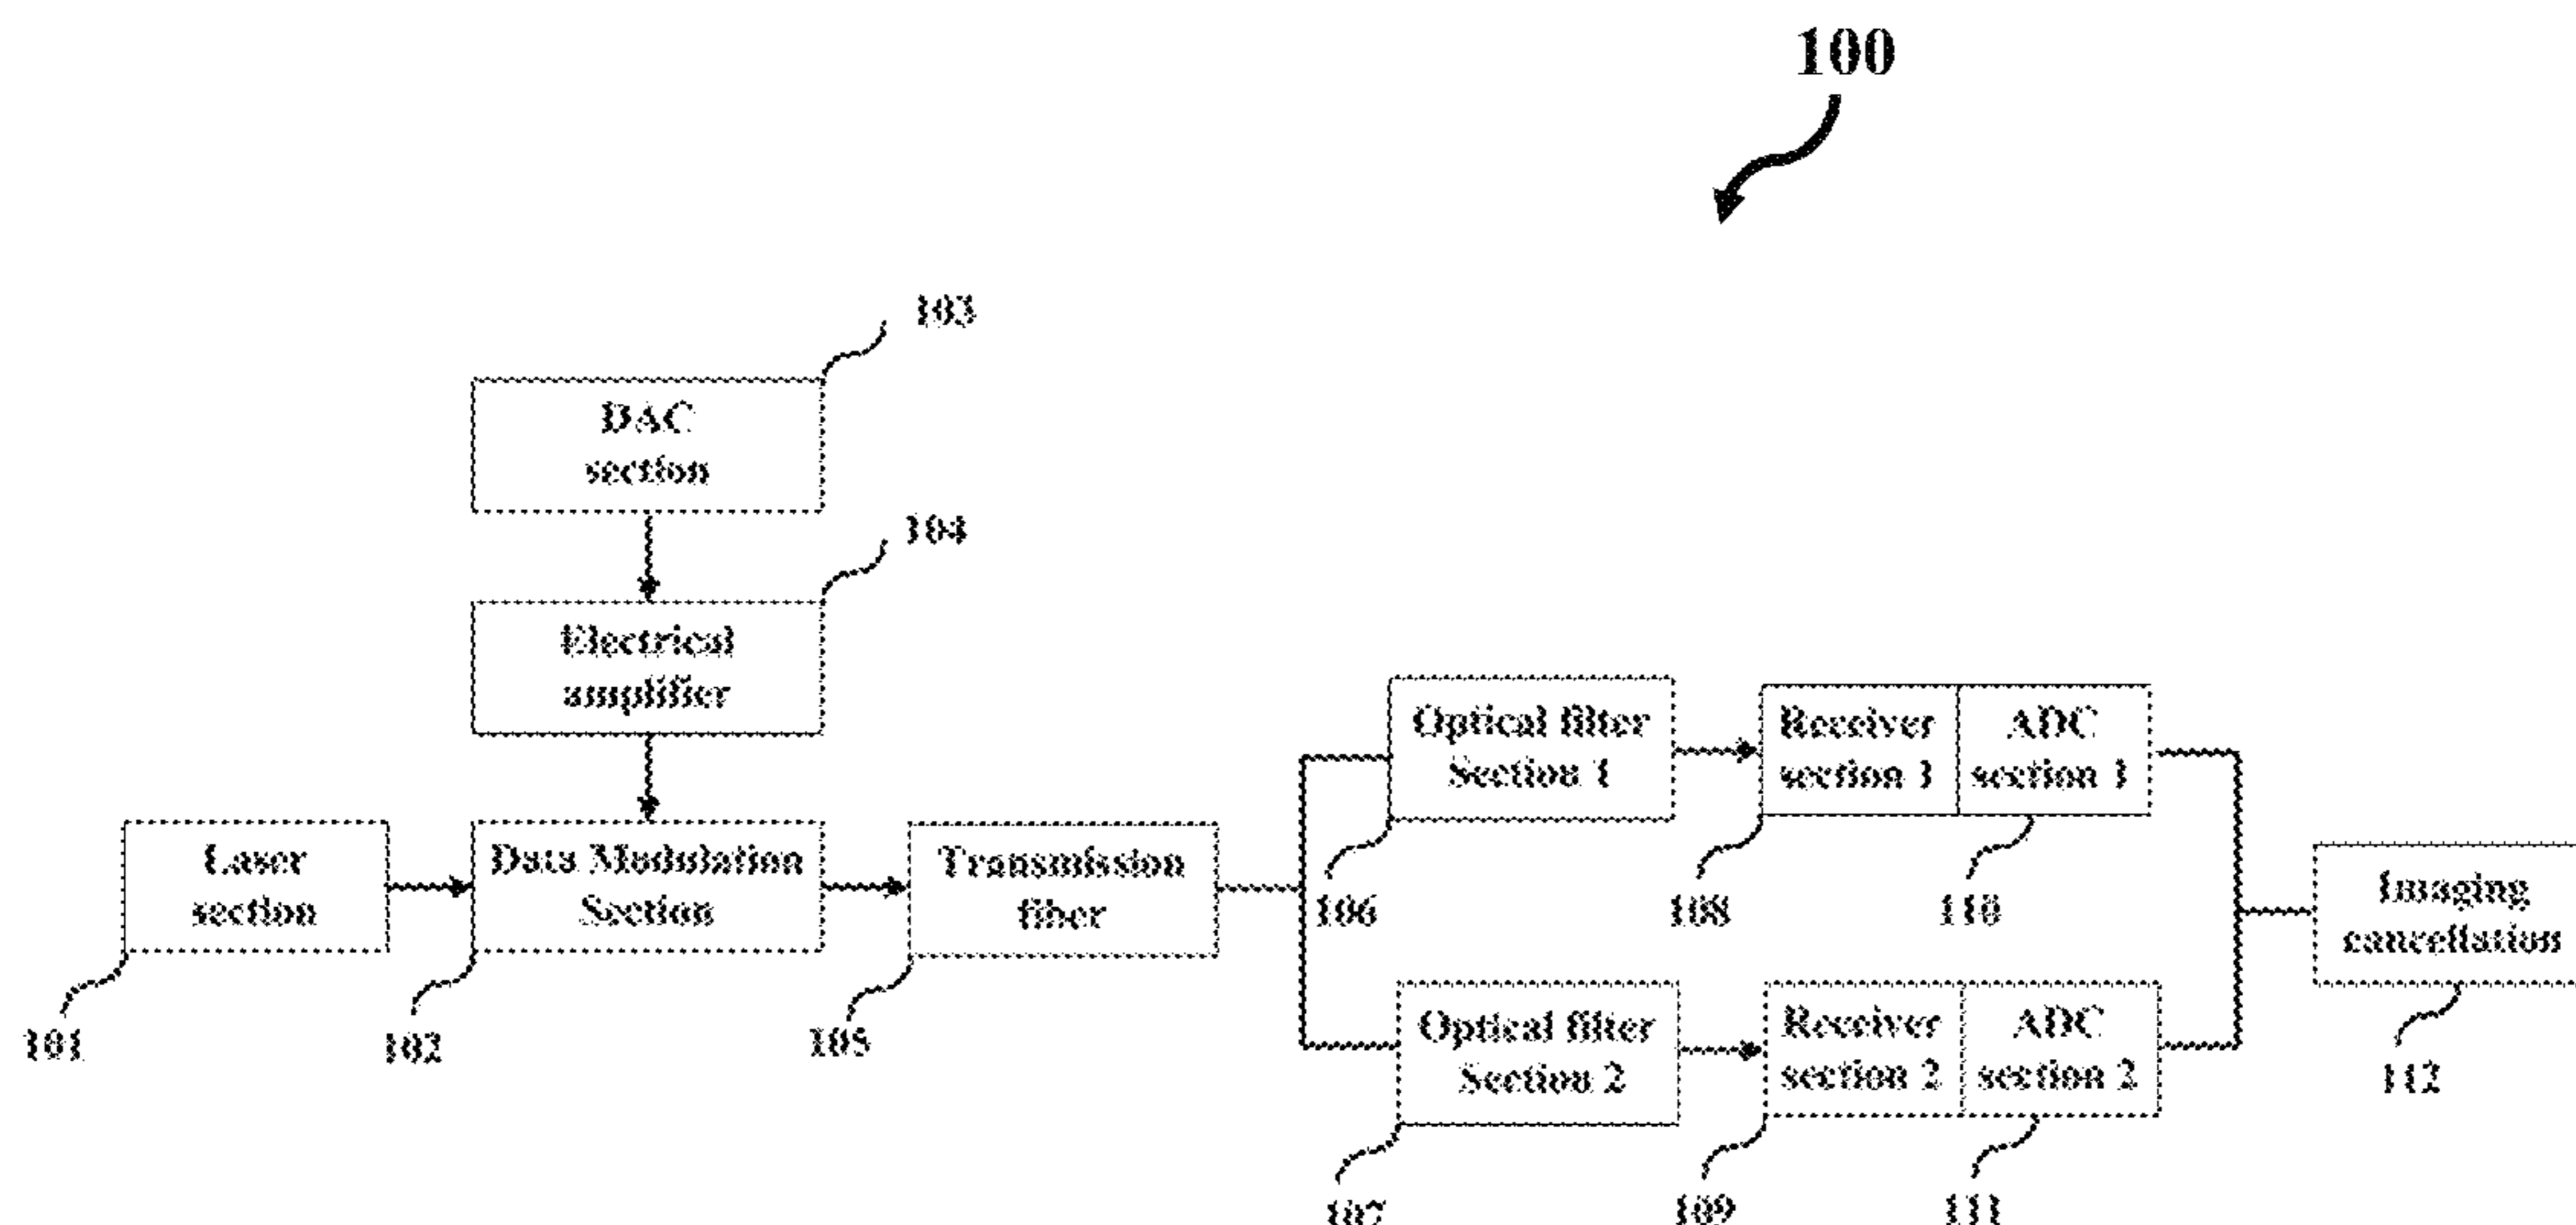 100
103
DAC
section
104
Electrical
amplifier
Laser
section
Data Modulation
Section
Transmission
fiber
Optical filter
Section 1
Receiver
section 1
ADC
section 1
106
108
110
Imaging
cancellation
101
102
105
Optical filter
Section 2
Receiver
section 2
ADC
section 2
112
107
109
111